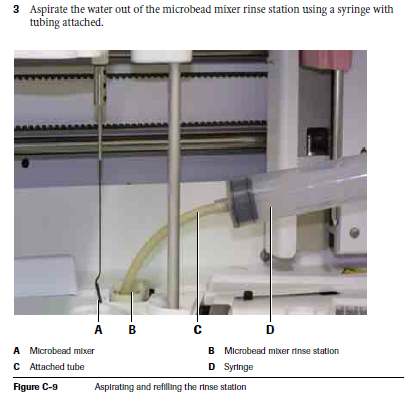 3 Aspirate the water out of the microbead mixer rinse station using a syringe with
tubing attached.
A B C D
A Microbead mixer B Microbead mixer rinse station
C Attached tube D Syringe
Figure C-9 Aspirating and refilling the rinse station